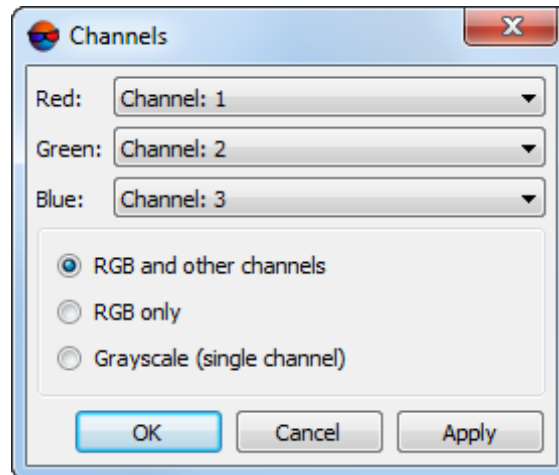 Channels
Red: Channel: 1
Green: Channel: 2
Blue: Channel: 3
RGB and other channels
RGB only
Grayscale (single channel)
OK Cancel Apply